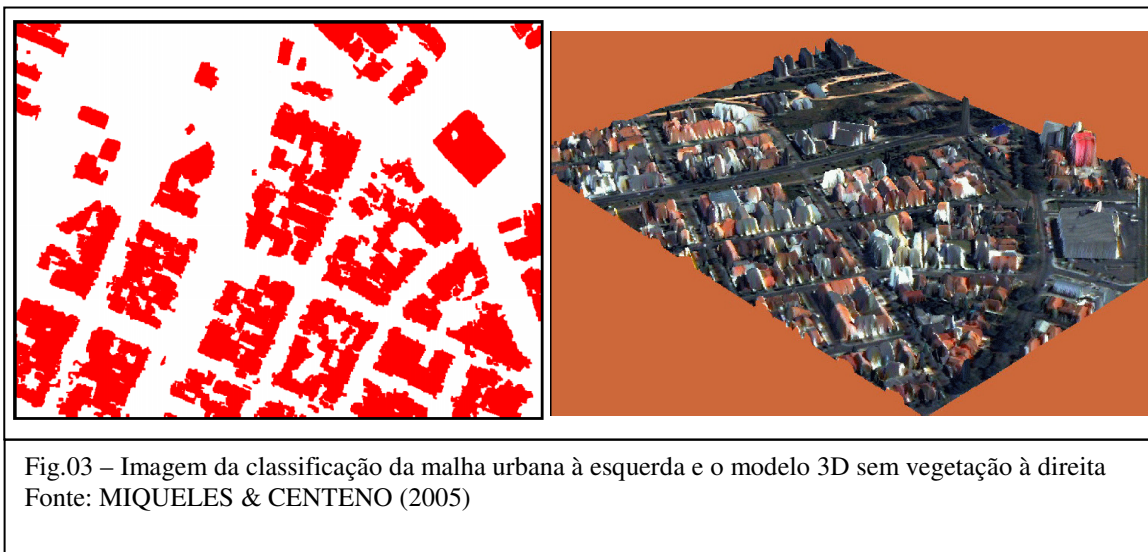 Fig.03 – Imagem da classificação da malha urbana à esquerda e o modelo 3D sem vegetação à direita
Fonte: MIQUELES & CENTENO (2005)